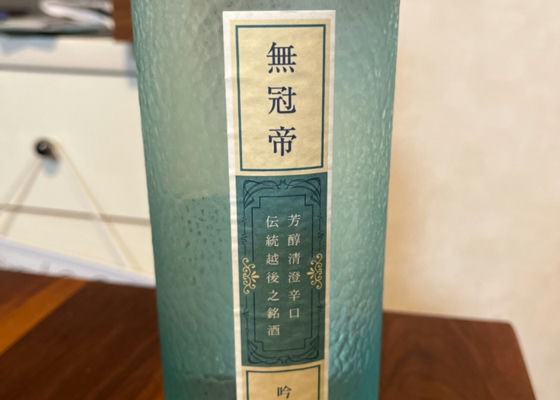 無冠帝
芳醇清澄辛口
伝統越後之銘酒
吟